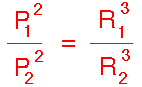 P₁² / P₂² = R₁³ / R₂³